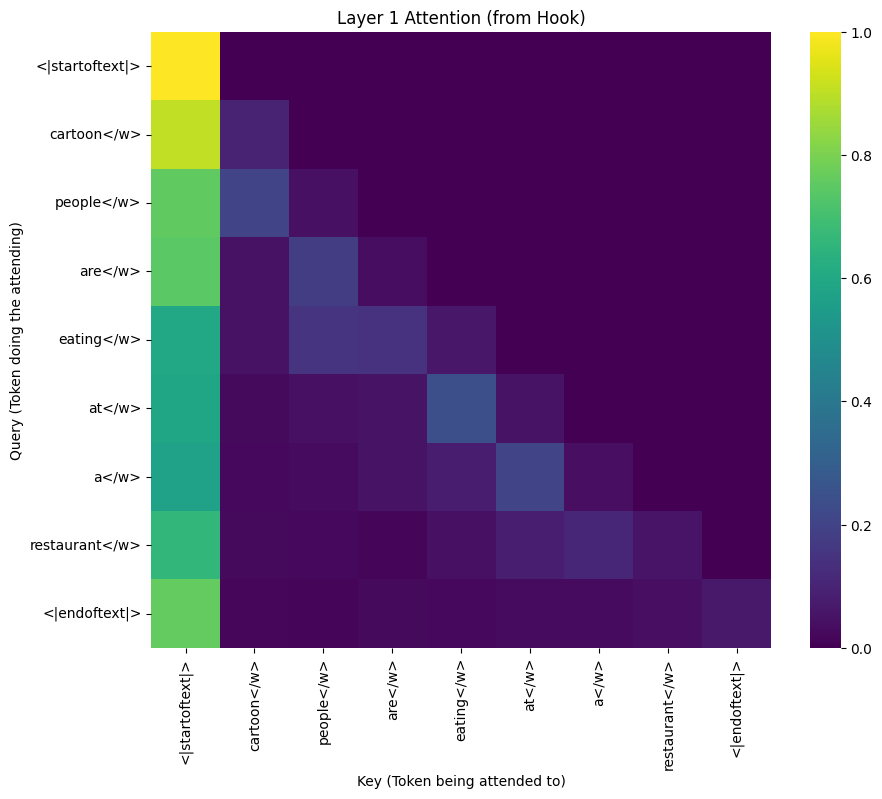 Layer 1 Attention (from Hook)
<|startoftext|>
cartoon</w>
people</w>
are</w>
eating</w>
at</w>
a</w>
restaurant</w>
<|endoftext|>
Query (Token doing the attending)
<|startoftext|>
cartoon</w>
people</w>
are</w>
eating</w>
at</w>
a</w>
restaurant</w>
<|endoftext|>
Key (Token being attended to)
1.0
0.8
0.6
0.4
0.2
0.0